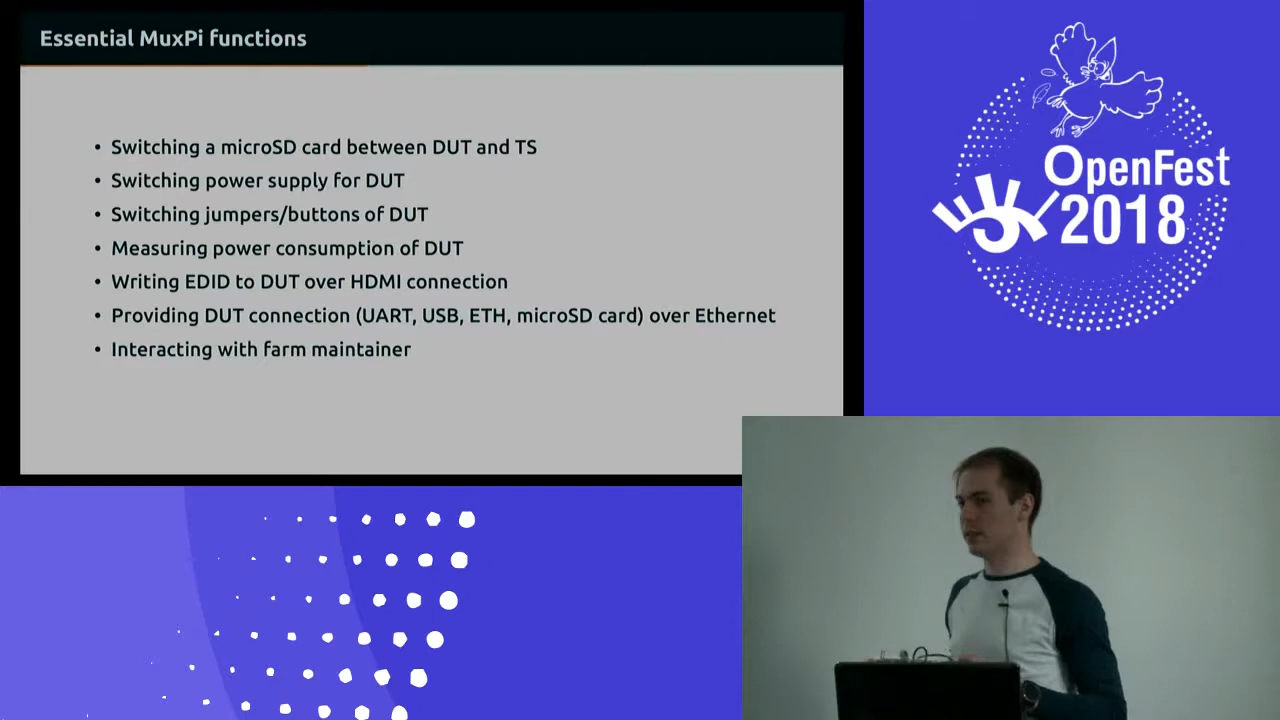 Essential MuxPi functions
• Switching a microSD card between DUT and TS
• Switching power supply for DUT
• Switching jumpers/buttons of DUT
• Measuring power consumption of DUT
• Writing EDID to DUT over HDMI connection
• Providing DUT connection (UART, USB, ETH, microSD card) over Ethernet
• Interacting with farm maintainer
OpenFest
2018